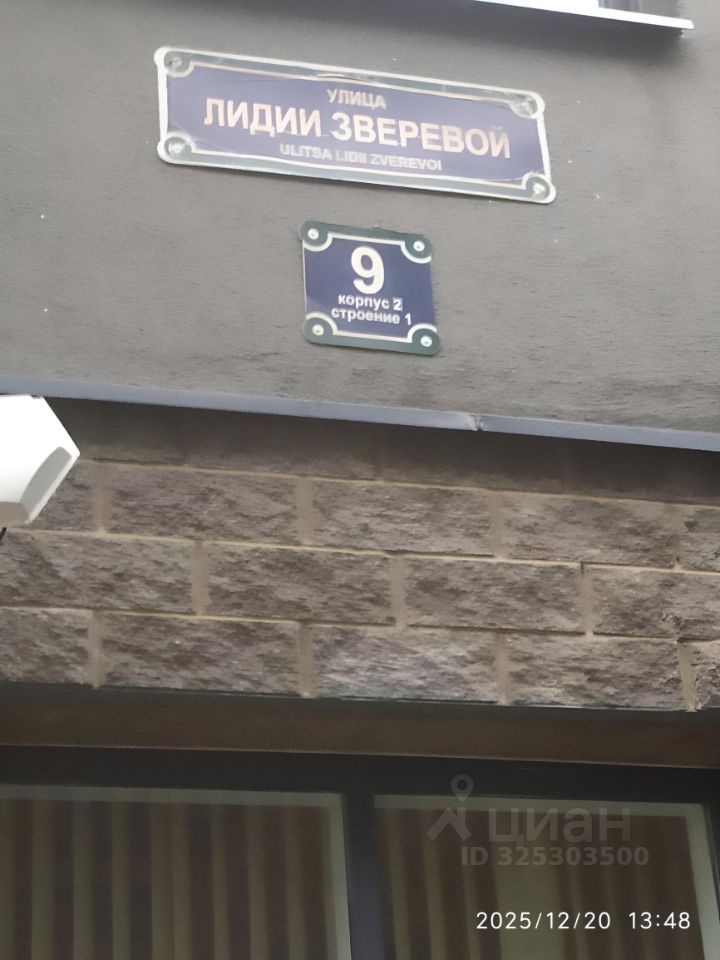 УЛИЦА
ЛИДИИ ЗВЕРЕВОЙ
ULITSA LIDII ZVEREVOI
9
корпус 2
строение 1
циан
ID 325303500
2025/12/20 13:48